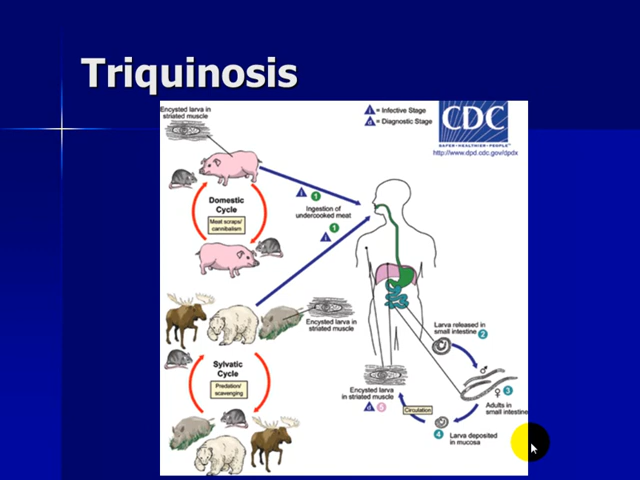 Triquinosis
Encysted larva in
striated muscle
i = Infective Stage
d = Diagnostic Stage
CDC
SAFER • HEALTHIER • PEOPLE™
http://www.dpd.cdc.gov/dpdx
Domestic
Cycle
Meat scraps/
cannibalism
i 1
Ingestion of
undercooked meat
i 1
Encysted larva in
striated muscle
Sylvatic
Cycle
Predation/
scavenging
Larva released in
small intestine 2
♂
♀ 3
Adults in
small intestine
Encysted larva
in striated muscle
d 5
Circulation
4 Larva deposited
in mucosa